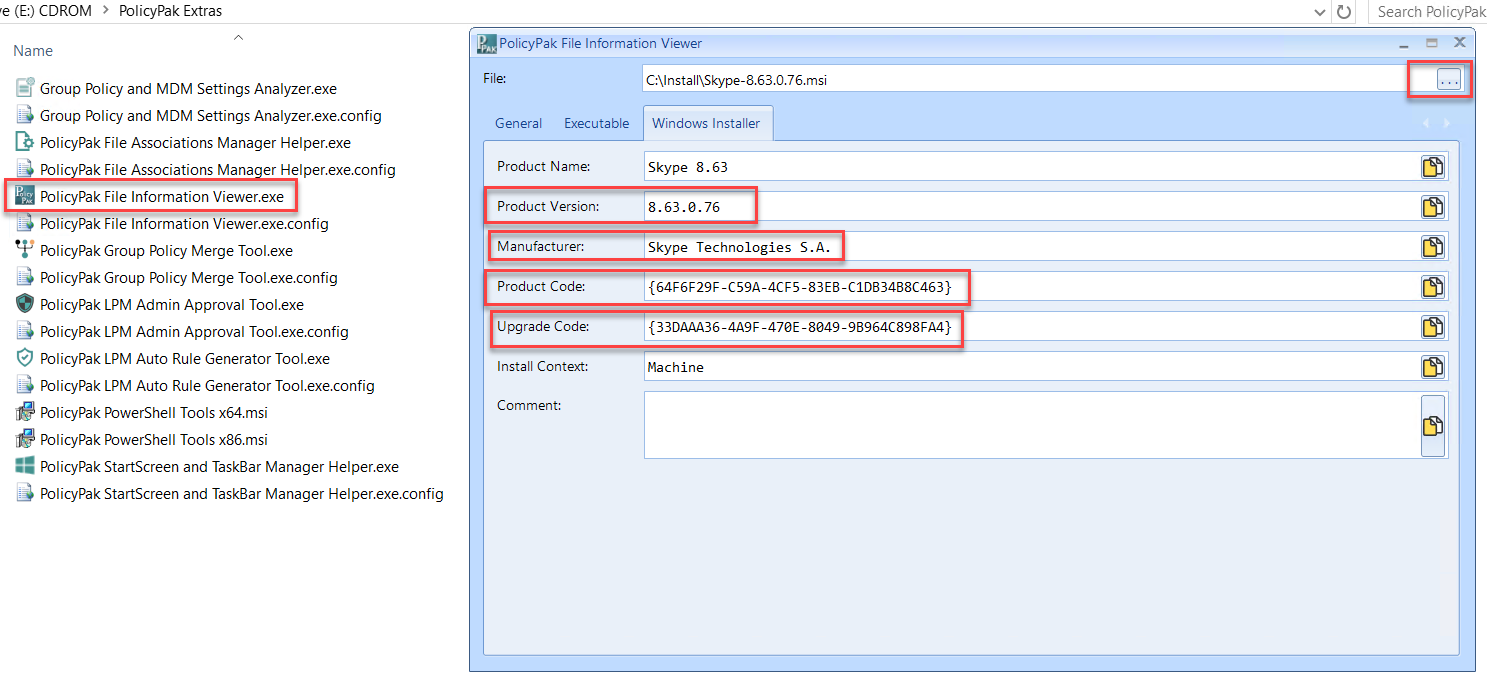 ve (E:) CDROM > PolicyPak Extras
Search PolicyPak
Name
Group Policy and MDM Settings Analyzer.exe
Group Policy and MDM Settings Analyzer.exe.config
PolicyPak File Associations Manager Helper.exe
PolicyPak File Associations Manager Helper.exe.config
PolicyPak File Information Viewer.exe
PolicyPak File Information Viewer.exe.config
PolicyPak Group Policy Merge Tool.exe
PolicyPak Group Policy Merge Tool.exe.config
PolicyPak LPM Admin Approval Tool.exe
PolicyPak LPM Admin Approval Tool.exe.config
PolicyPak LPM Auto Rule Generator Tool.exe
PolicyPak LPM Auto Rule Generator Tool.exe.config
PolicyPak PowerShell Tools x64.msi
PolicyPak PowerShell Tools x86.msi
PolicyPak StartScreen and TaskBar Manager Helper.exe
PolicyPak StartScreen and TaskBar Manager Helper.exe.config
PolicyPak File Information Viewer
File: C:\Install\Skype-8.63.0.76.msi ...
General Executable Windows Installer
Product Name: Skype 8.63
Product Version: 8.63.0.76
Manufacturer: Skype Technologies S.A.
Product Code: {64F6F29F-C59A-4CF5-83EB-C1DB34B8C463}
Upgrade Code: {33DAAA36-4A9F-470E-8049-9B964C898FA4}
Install Context: Machine
Comment: